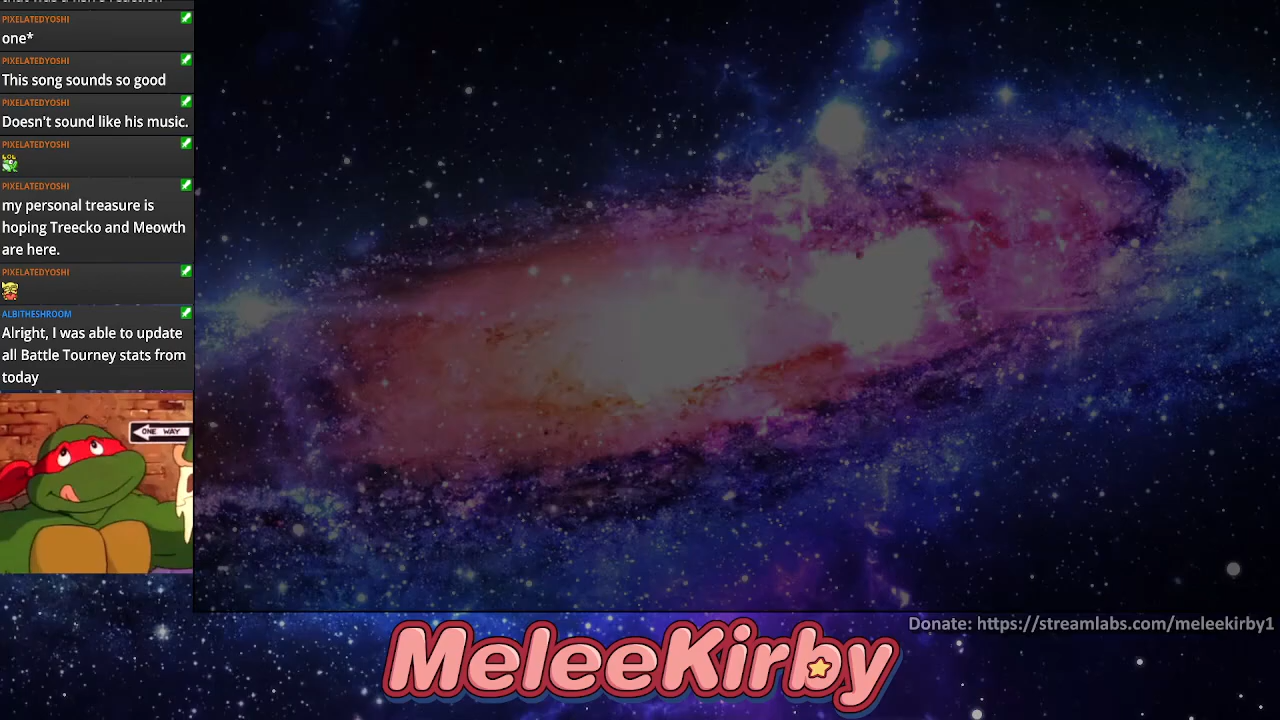 PIXELATEDYOSHI
one*
PIXELATEDYOSHI
This song sounds so good
PIXELATEDYOSHI
Doesn't sound like his music.
PIXELATEDYOSHI
LOL
PIXELATEDYOSHI
my personal treasure is
hoping Treecko and Meowth
are here.
PIXELATEDYOSHI
ALBITHESHROOM
Alright, I was able to update
all Battle Tourney stats from
today
ONE WAY
Donate: https://streamlabs.com/meleekirby1
MeleeKirby